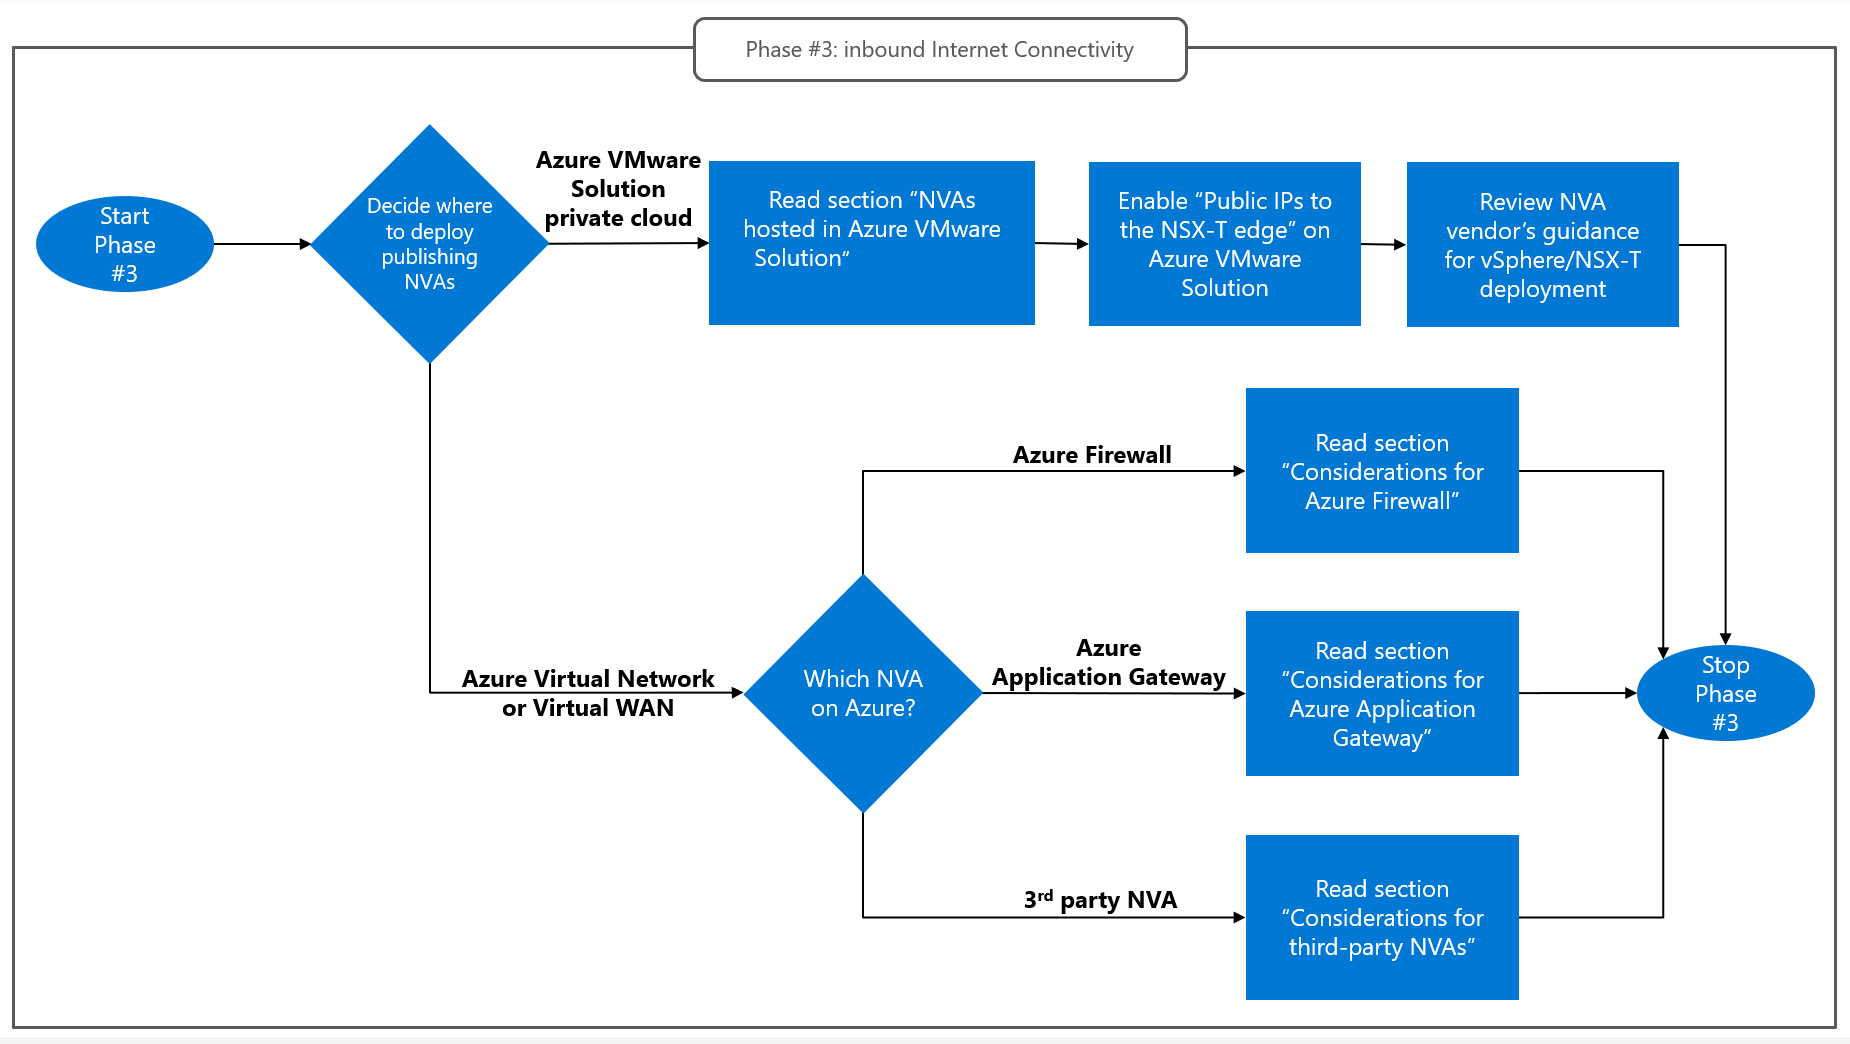 Phase #3: inbound Internet Connectivity
Start
Phase
#3
Decide where
to deploy
publishing
NVAs
Azure VMware
Solution
private cloud
Read section “NVAs
hosted in Azure VMware
Solution“
Enable “Public IPs to
the NSX-T edge” on
Azure VMware
Solution
Review NVA
vendor’s guidance
for vSphere/NSX-T
deployment
Azure Virtual Network
or Virtual WAN
Which NVA
on Azure?
Azure Firewall
Read section
“Considerations for
Azure Firewall”
Azure
Application Gateway
Read section
“Considerations for
Azure Application
Gateway”
3rd party NVA
Read section
“Considerations for
third-party NVAs”
Stop
Phase
#3